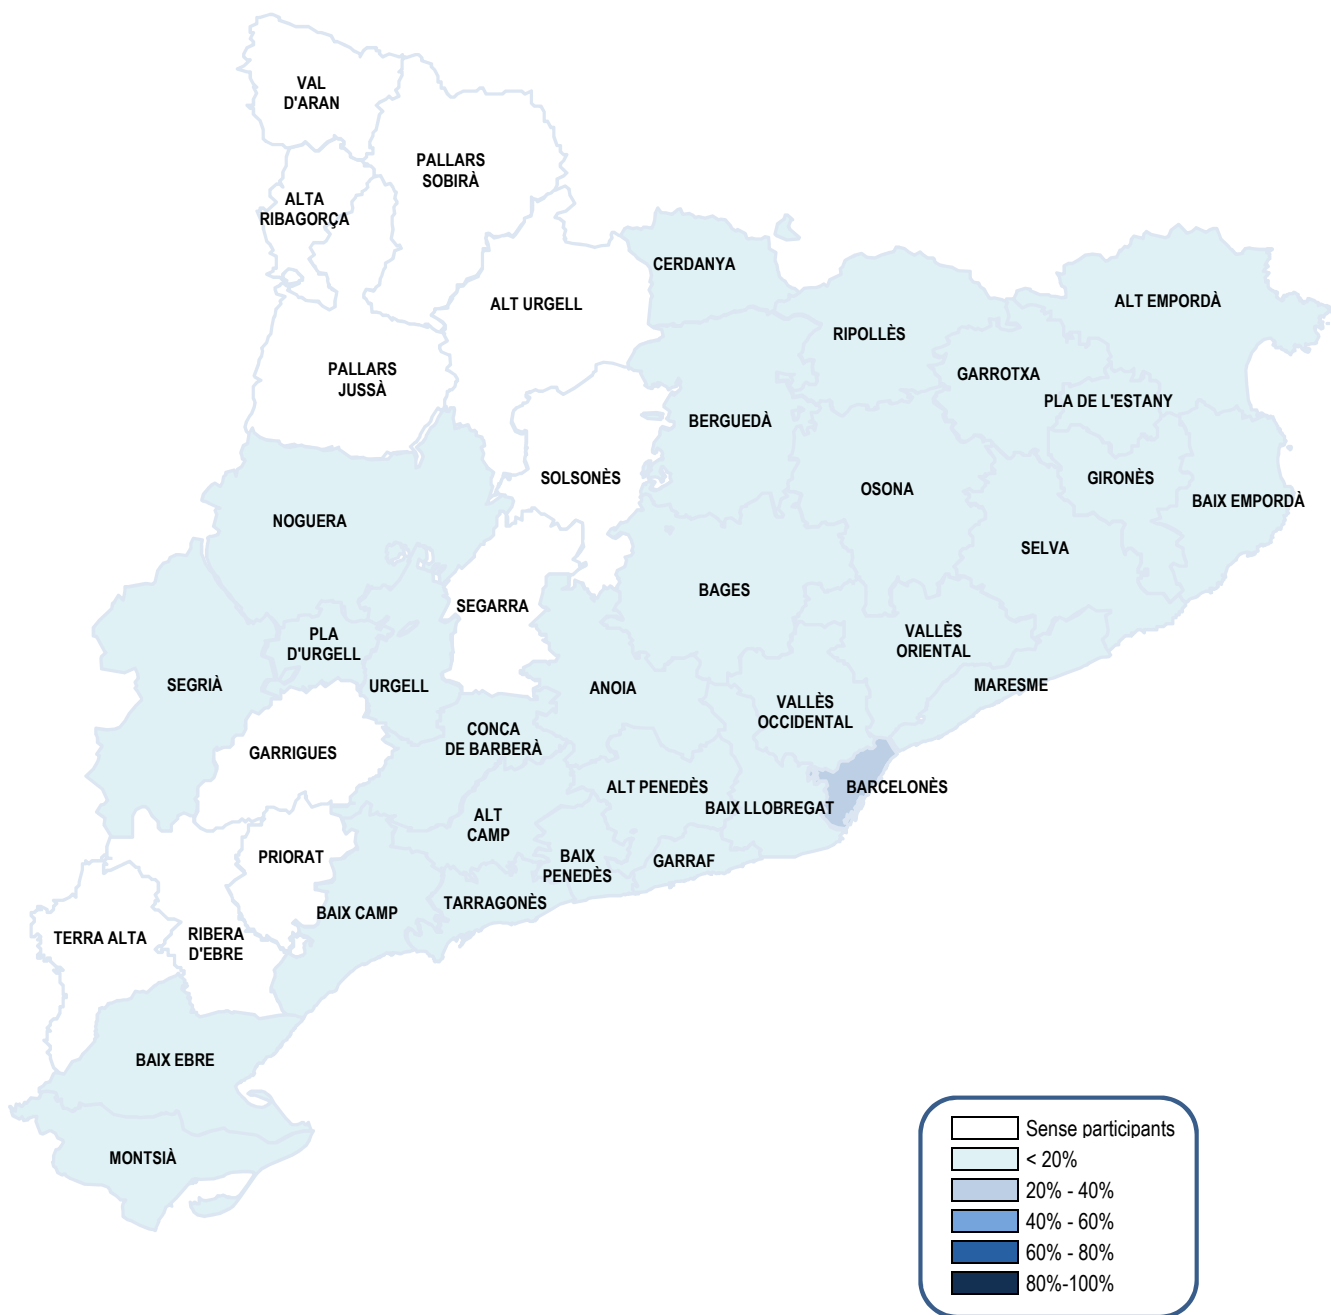 VAL
D'ARAN
PALLARS
SOBIRÀ
ALTA
RIBAGORÇA
CERDANYA
ALT URGELL
ALT EMPORDÀ
RIPOLLÈS
PALLARS
JUSSÀ
GARROTXA
PLA DE L'ESTANY
BERGUEDÀ
SOLSONÈS
GIRONÈS
OSONA
BAIX EMPORDÀ
NOGUERA
SELVA
BAGES
SEGARRA
VALLÈS
ORIENTAL
PLA
D'URGELL
SEGRIÀ
URGELL
ANOIA
MARESME
VALLÈS
OCCIDENTAL
CONCA
DE BARBERÀ
GARRIGUES
ALT PENEDÈS
BARCELONÈS
BAIX LLOBREGAT
ALT
CAMP
PRIORAT
BAIX
PENEDÈS
GARRAF
TARRAGONÈS
BAIX CAMP
TERRA ALTA
RIBERA
D'EBRE
BAIX EBRE
MONTSIÀ
Sense participants
< 20%
20% - 40%
40% - 60%
60% - 80%
80%-100%